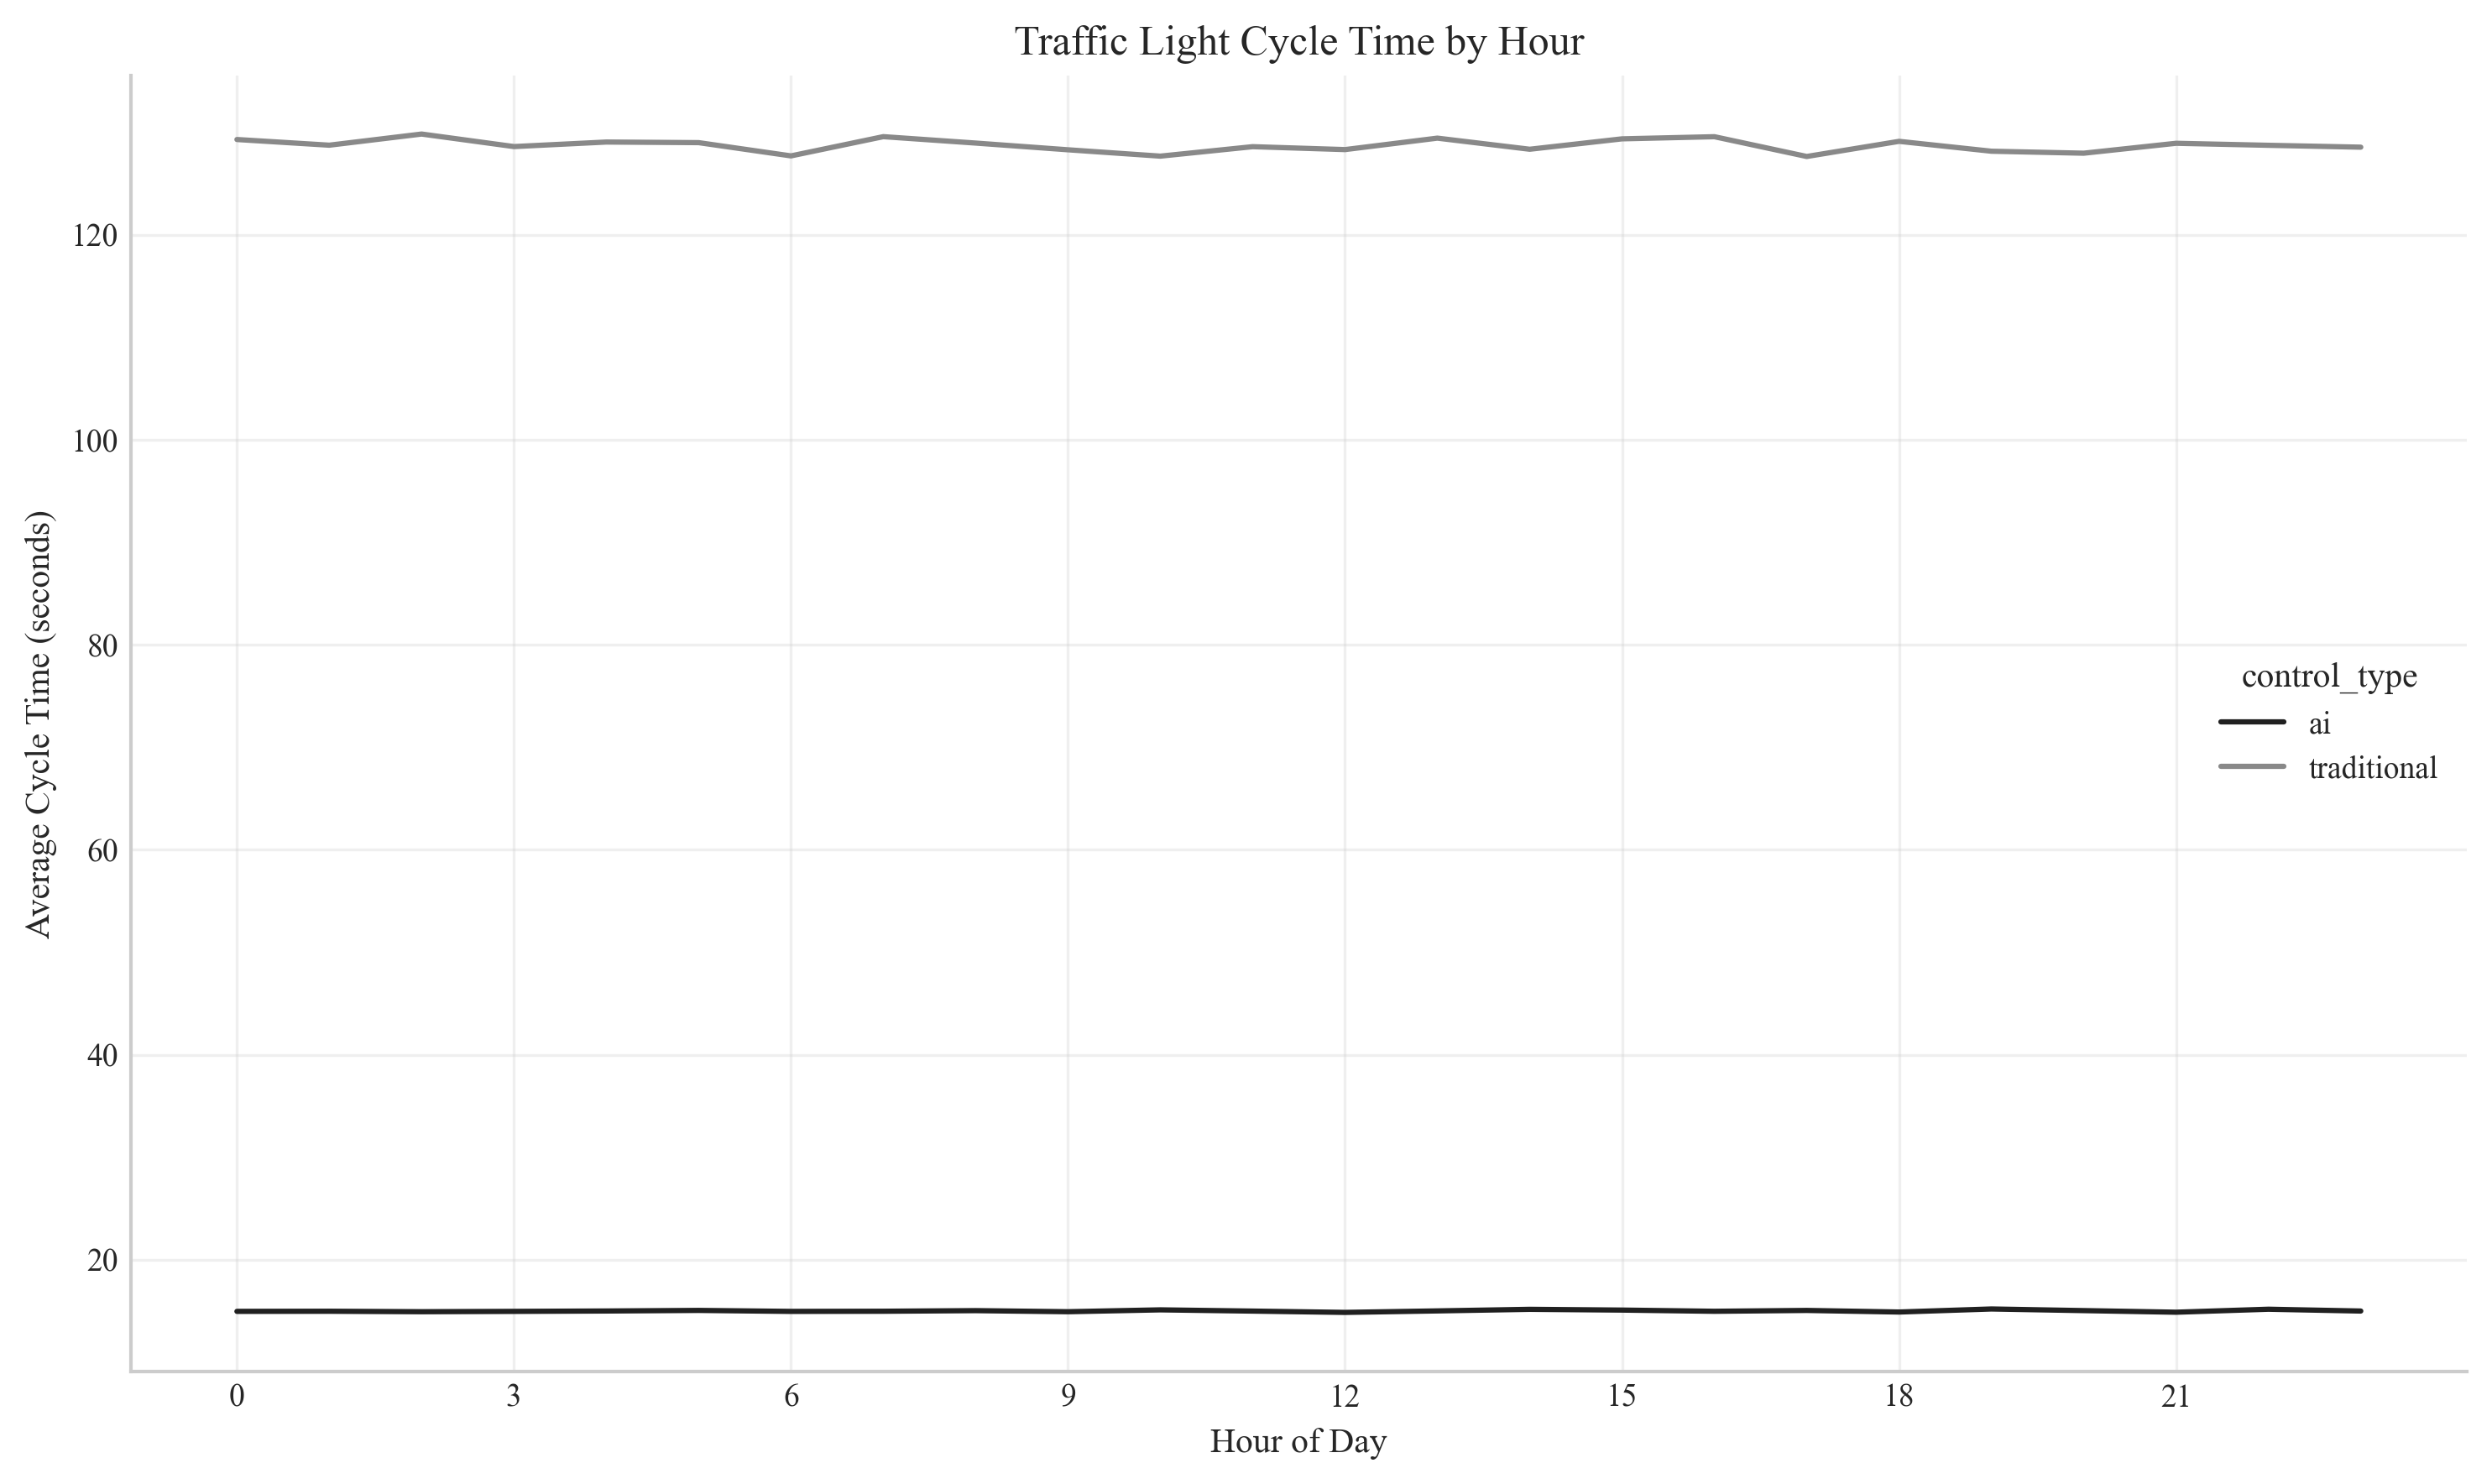 Traffic Light Cycle Time by Hour
120
100
80
60
40
20
Average Cycle Time (seconds)
control_type
ai
traditional
0 3 6 9 12 15 18 21
Hour of Day